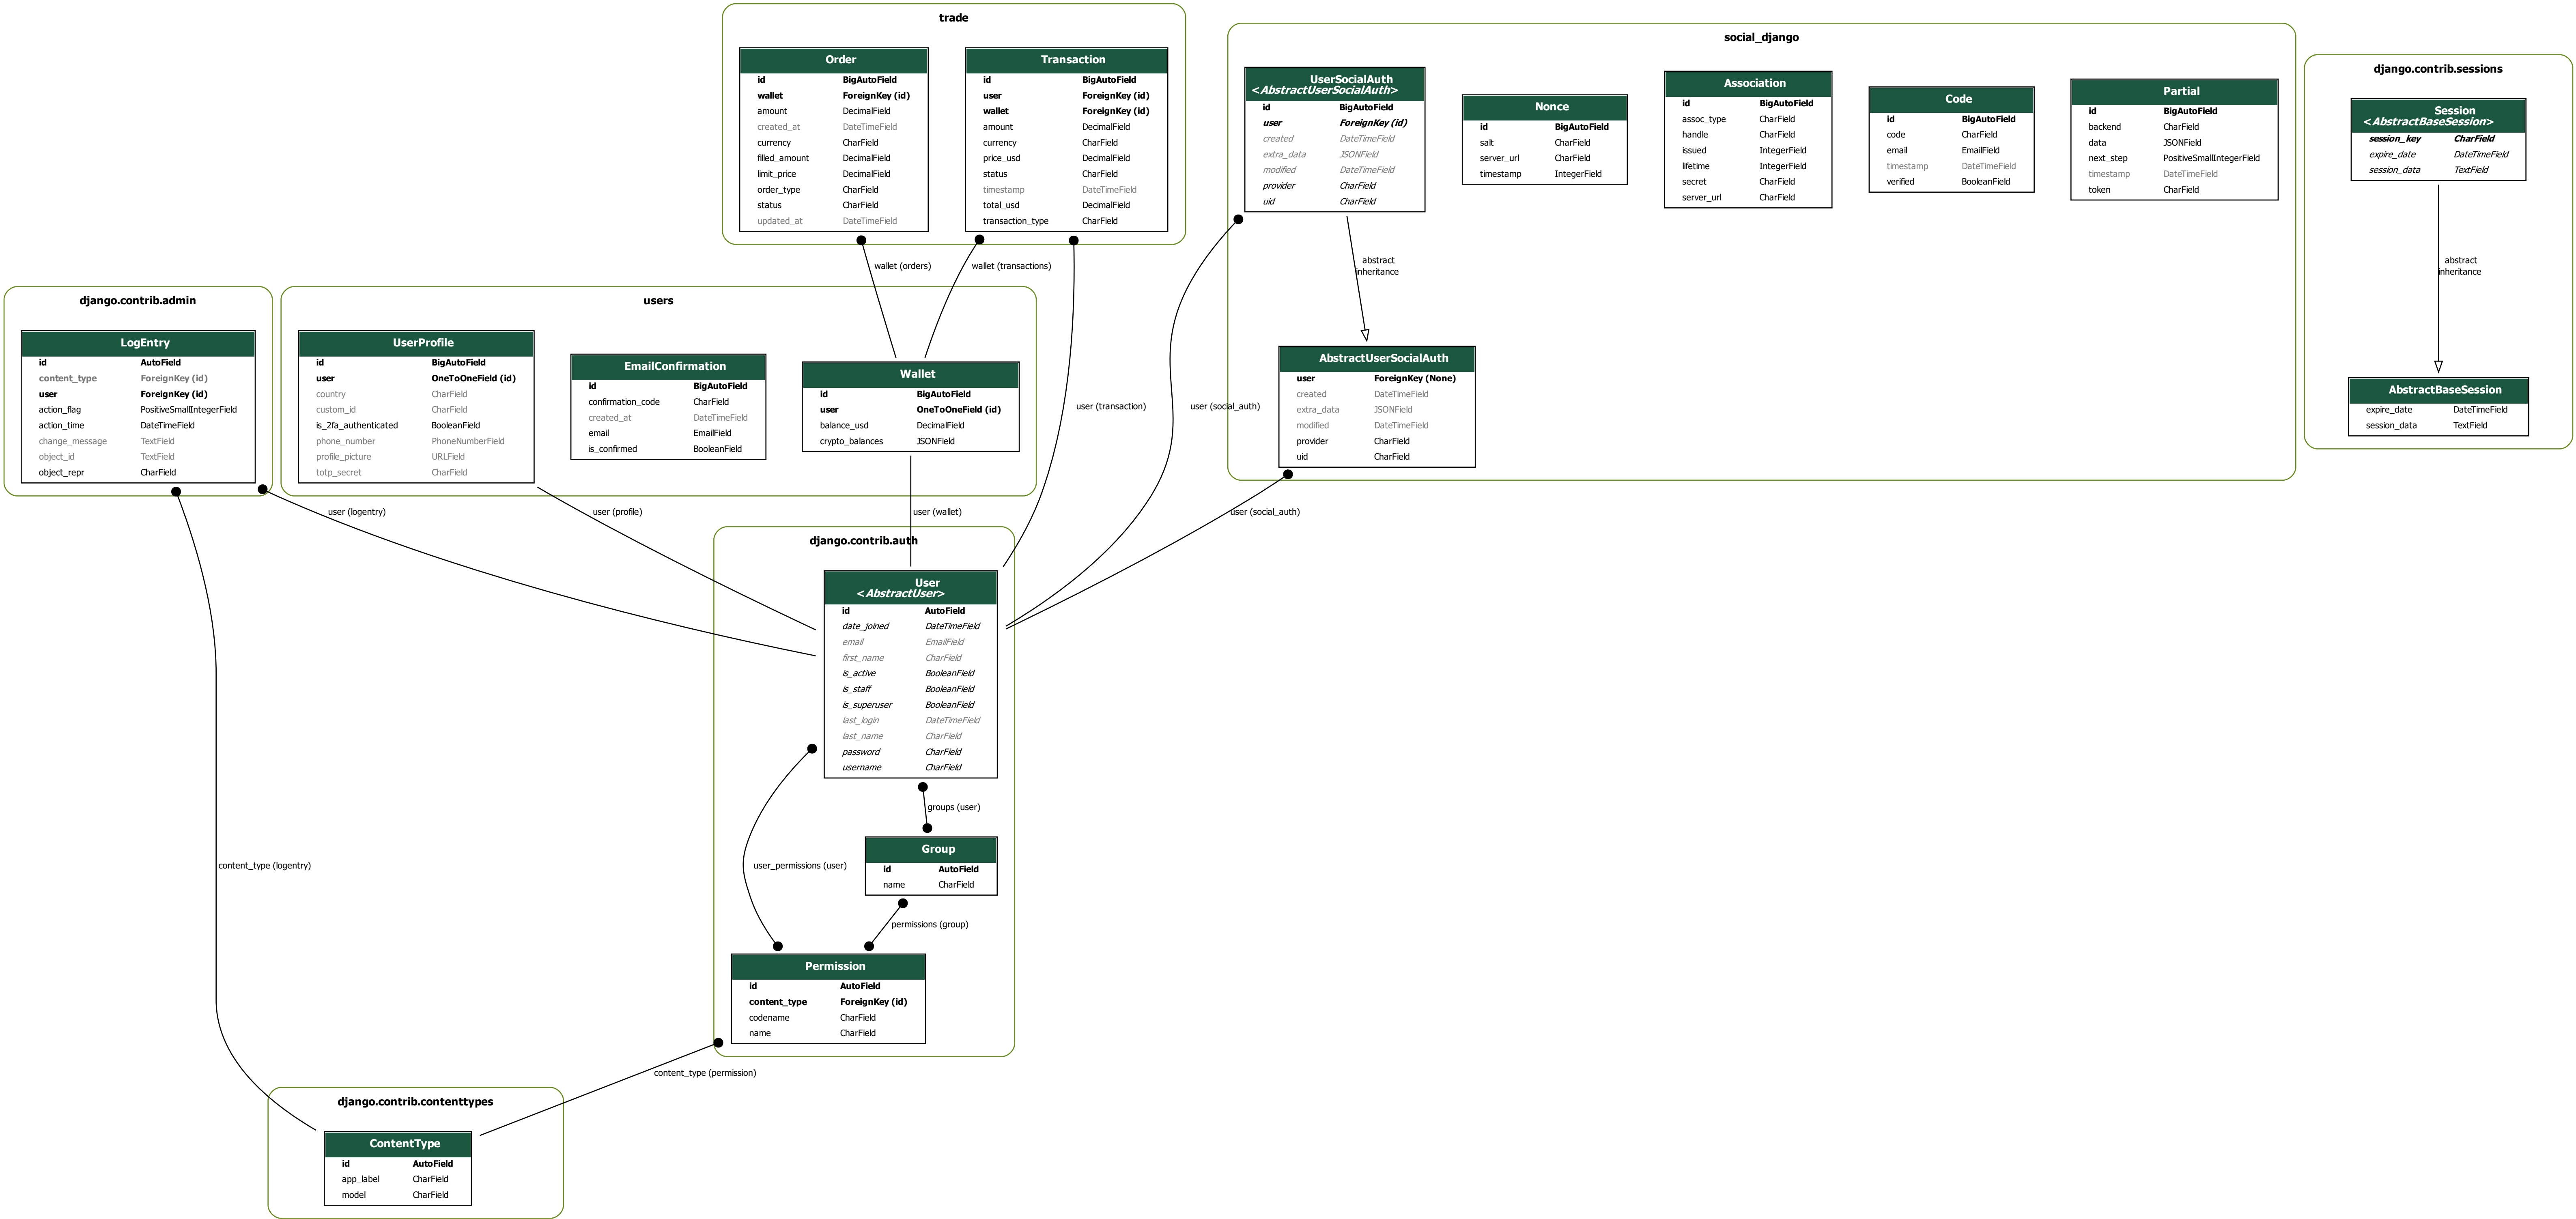 trade
Order
id BigAutoField
wallet ForeignKey (id)
amount DecimalField
created_at DateTimeField
currency CharField
filled_amount DecimalField
limit_price DecimalField
order_type CharField
status CharField
updated_at DateTimeField
Transaction
id BigAutoField
user ForeignKey (id)
wallet ForeignKey (id)
amount DecimalField
currency CharField
price_usd DecimalField
status CharField
timestamp DateTimeField
total_usd DecimalField
transaction_type CharField
social_django
UserSocialAuth
<AbstractUserSocialAuth>
id BigAutoField
user ForeignKey (id)
created DateTimeField
extra_data JSONField
modified DateTimeField
provider CharField
uid CharField
Nonce
id BigAutoField
salt CharField
server_url CharField
timestamp IntegerField
Association
id BigAutoField
assoc_type CharField
handle CharField
issued IntegerField
lifetime IntegerField
secret CharField
server_url CharField
Code
id BigAutoField
code CharField
email EmailField
timestamp DateTimeField
verified BooleanField
Partial
id BigAutoField
backend CharField
data JSONField
next_step PositiveSmallIntegerField
timestamp DateTimeField
token CharField
django.contrib.sessions
Session
<AbstractBaseSession>
session_key CharField
expire_date DateTimeField
session_data TextField
wallet (orders)
wallet (transactions)
abstract
inheritance
abstract
inheritance
django.contrib.admin
LogEntry
id AutoField
content_type ForeignKey (id)
user ForeignKey (id)
action_flag PositiveSmallIntegerField
action_time DateTimeField
change_message TextField
object_id TextField
object_repr CharField
users
UserProfile
id BigAutoField
user OneToOneField (id)
country CharField
custom_id CharField
is_2fa_authenticated BooleanField
phone_number PhoneNumberField
profile_picture URLField
totp_secret CharField
EmailConfirmation
id BigAutoField
confirmation_code CharField
created_at DateTimeField
email EmailField
is_confirmed BooleanField
Wallet
id BigAutoField
user OneToOneField (id)
balance_usd DecimalField
crypto_balances JSONField
user (transaction)
user (social_auth)
AbstractUserSocialAuth
user ForeignKey (None)
created DateTimeField
extra_data JSONField
modified DateTimeField
provider CharField
uid CharField
AbstractBaseSession
expire_date DateTimeField
session_data TextField
user (logentry)
user (profile)
user (wallet)
user (social_auth)
django.contrib.auth
User
<AbstractUser>
id AutoField
date_joined DateTimeField
email EmailField
first_name CharField
is_active BooleanField
is_staff BooleanField
is_superuser BooleanField
last_login DateTimeField
last_name CharField
password CharField
username CharField
groups (user)
content_type (logentry)
user_permissions (user)
Group
id AutoField
name CharField
permissions (group)
Permission
id AutoField
content_type ForeignKey (id)
codename CharField
name CharField
content_type (permission)
django.contrib.contenttypes
ContentType
id AutoField
app_label CharField
model CharField